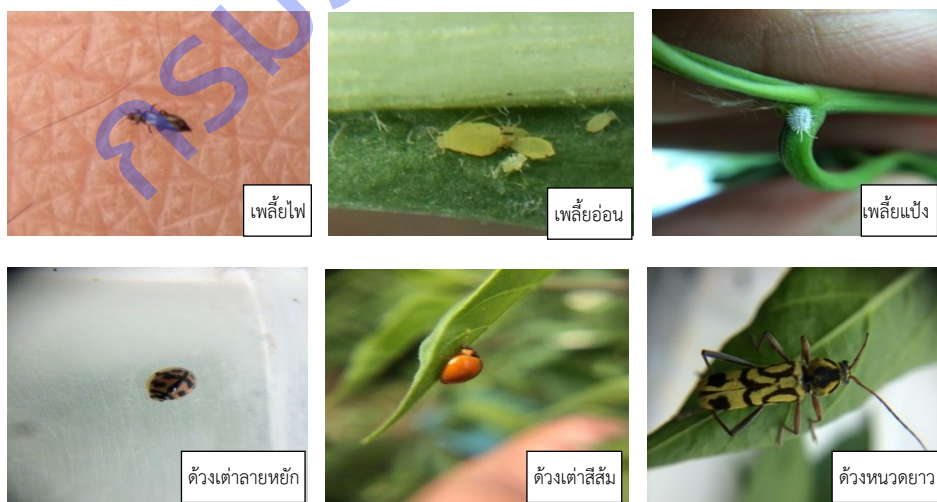 เพลี้ยไฟ
เพลี้ยอ่อน
เพลี้ยแป้ง
ด้วงเต่าลายหยัก
ด้วงเต่าสีส้ม
ด้วงหนวดยาว